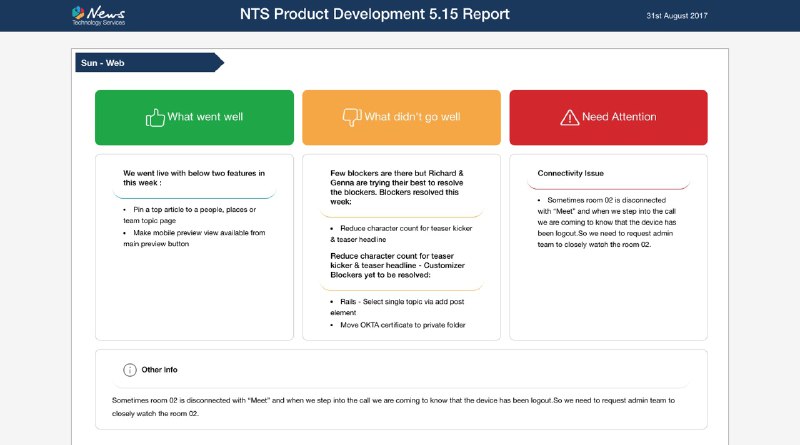 News
Technology Services
NTS Product Development 5.15 Report
31st August 2017
Sun - Web
What went well
What didn't go well
Need Attention
We went live with below two features in
this week :
• Pin a top article to a people, places or
team topic page
• Make mobile preview view available from
main preview button
Few blockers are there but Richard &
Genna are trying their best to resolve
the blockers. Blockers resolved this
week:
• Reduce character count for teaser kicker
& teaser headline
Reduce character count for teaser
kicker & teaser headline - Customizer
Blockers yet to be resolved:
• Rails - Select single topic via add post
element
• Move OKTA certificate to private folder
Connectivity Issue
• Sometimes room 02 is disconnected
with "Meet" and when we step into the call
we are coming to know that the device has
been logout.So we need to request admin
team to closely watch the room 02.
Other Info
Sometimes room 02 is disconnected with "Meet" and when we step into the call we are coming to know that the device has been logout.So we need to request admin team to
closely watch the room 02.